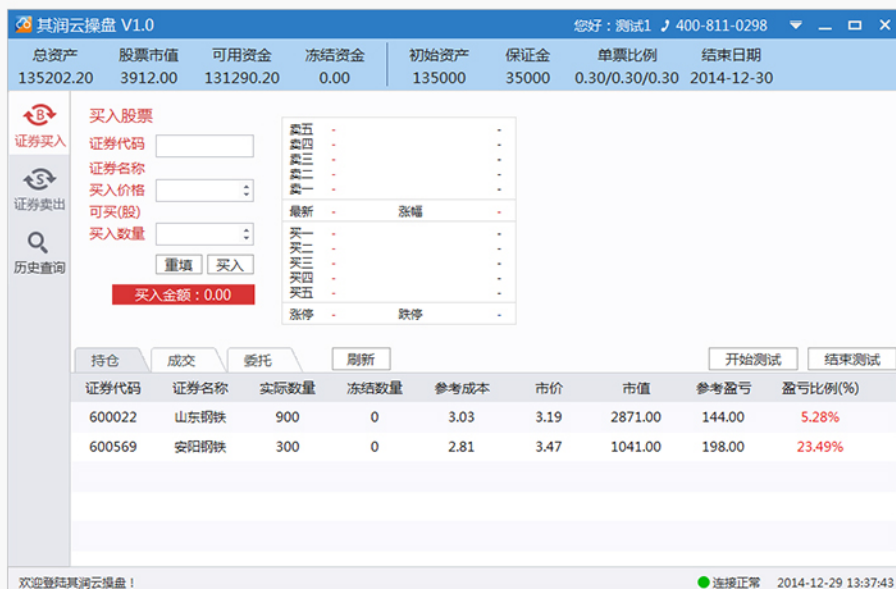 其润云操盘 V1.0 您好：测试1 400-811-0298
总资产 股票市值 可用资金 冻结资金 初始资产 保证金 单票比例 结束日期
135202.20 3912.00 131290.20 0.00 135000 35000 0.30/0.30/0.30 2014-12-30
证券买入
证券卖出
历史查询
买入股票
证券代码
证券名称
买入价格
可买(股)
买入数量
重填 买入
买入金额：0.00
卖五 - -
卖四 - -
卖三 - -
卖二 - -
卖一 - -
最新 - 涨幅 -
买一 - -
买二 - -
买三 - -
买四 - -
买五 - -
涨停 - 跌停 -
持仓 成交 委托 刷新 开始测试 结束测试
证券代码 证券名称 实际数量 冻结数量 参考成本 市价 市值 参考盈亏 盈亏比例(%)
600022 山东钢铁 900 0 3.03 3.19 2871.00 144.00 5.28%
600569 安阳钢铁 300 0 2.81 3.47 1041.00 198.00 23.49%
欢迎登陆其润云操盘！ 连接正常 2014-12-29 13:37:43